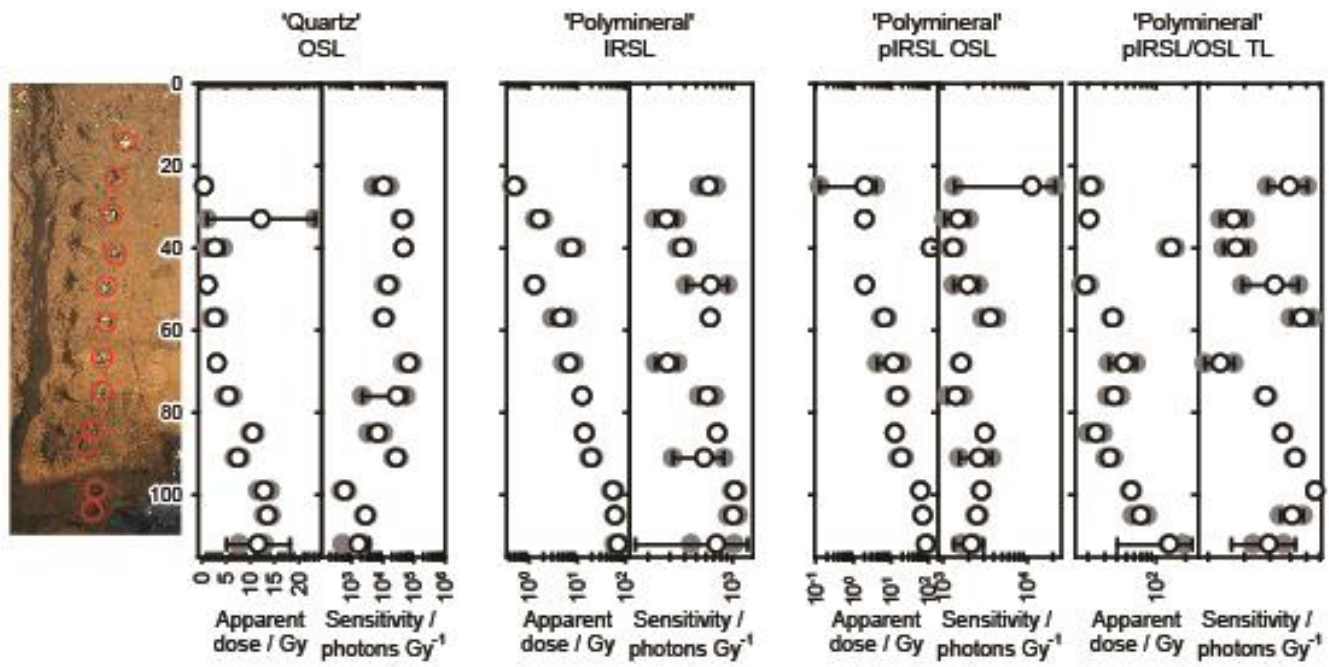 'Quartz'
OSL
'Polymineral'
IRSL
'Polymineral'
pIRSL OSL
'Polymineral'
pIRSL/OSL TL
0
20
40
60
80
100
0 5 10 15 20
10³ 10⁴ 10⁵ 10⁶
10⁰ 10¹ 10²
10³
10⁻¹ 10⁰ 10¹ 10²
10³ 10⁴
10²
Apparent
dose / Gy
Sensitivity /
photons Gy⁻¹
Apparent
dose / Gy
Sensitivity /
photons Gy⁻¹
Apparent
dose / Gy
Sensitivity /
photons Gy⁻¹
Apparent
dose / Gy
Sensitivity /
photons Gy⁻¹